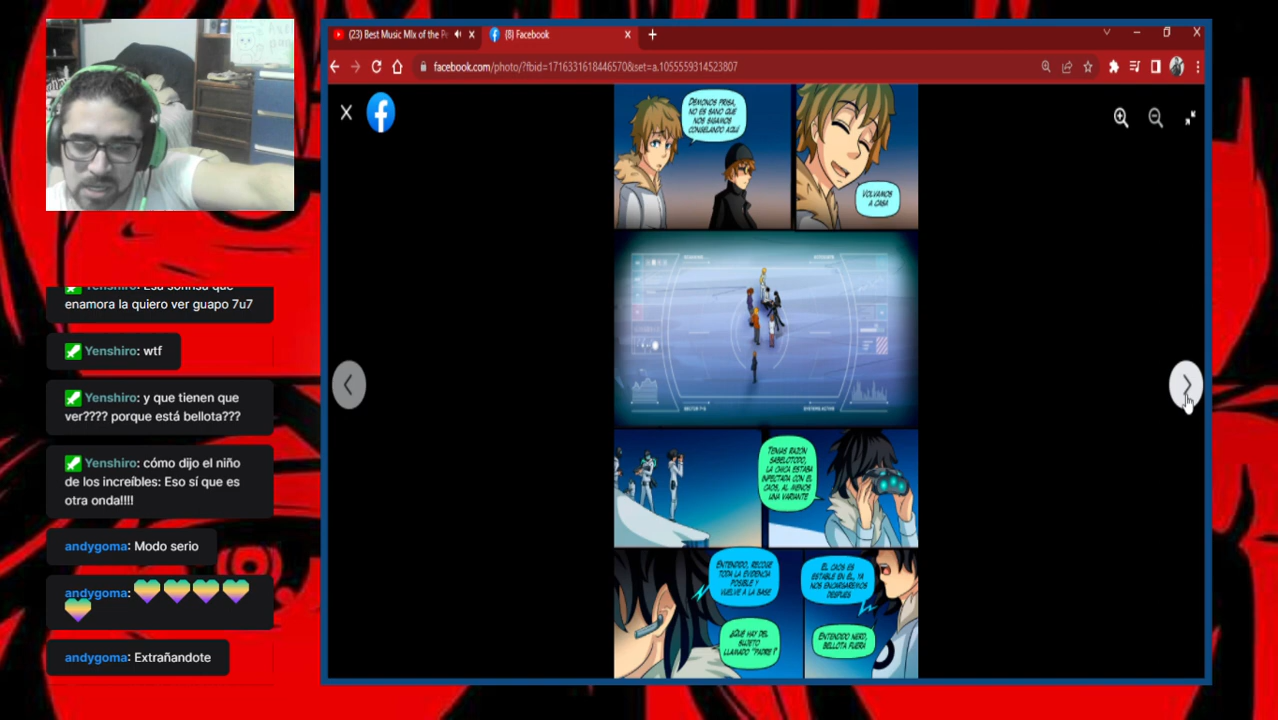 (23) Best Music Mix of the P
(8) Facebook
facebook.com/photo/?fbid=1716331618446570&set=a.1055559314523807
DÉMONOS PRISA,
NO ES SANO QUE
NOS SIGAMOS
CONGELANDO AQUÍ
VOLVAMOS
A CASA
SECTOR
TENÍAS RAZÓN
SABELOTODO,
LA CHICA ESTABA
INFECTADA CON EL
CAOS, AL MENOS
UNA VARIANTE
ENTENDIDO, RECOGE
TODA LA EVIDENCIA
POSIBLE Y
VUELVE A LA BASE
¿QUÉ HAY DEL
SUJETO
LLAMADO "PADRE I"
EL CAOS ES
ESTABLE EN ÉL, YA
NOS ENCARGAREMOS
DESPUÉS
ENTENDIDO NERD,
BELLOTA FUERA
Yenshiro: Esa sonrisa que
enamora la quiero ver guapo 7u7
Yenshiro: wtf
Yenshiro: y que tienen que
ver???? porque está bellota???
Yenshiro: cómo dijo el niño
de los increíbles: Eso sí que es
otra onda!!!!
andygoma: Modo serio
andygoma:
andygoma: Extrañandote